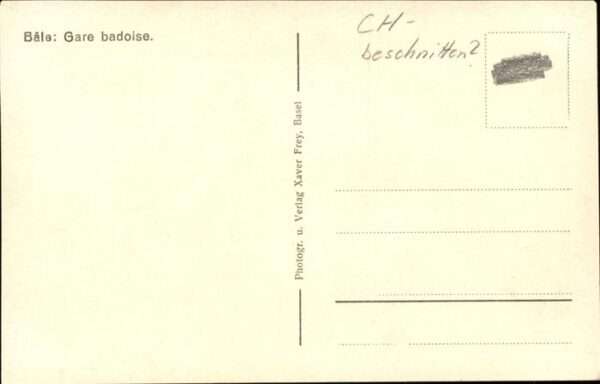 Bâle: Gare badoise.
CH-
beschnitten?
Photogr. u. Verlag Xaver Frey, Basel